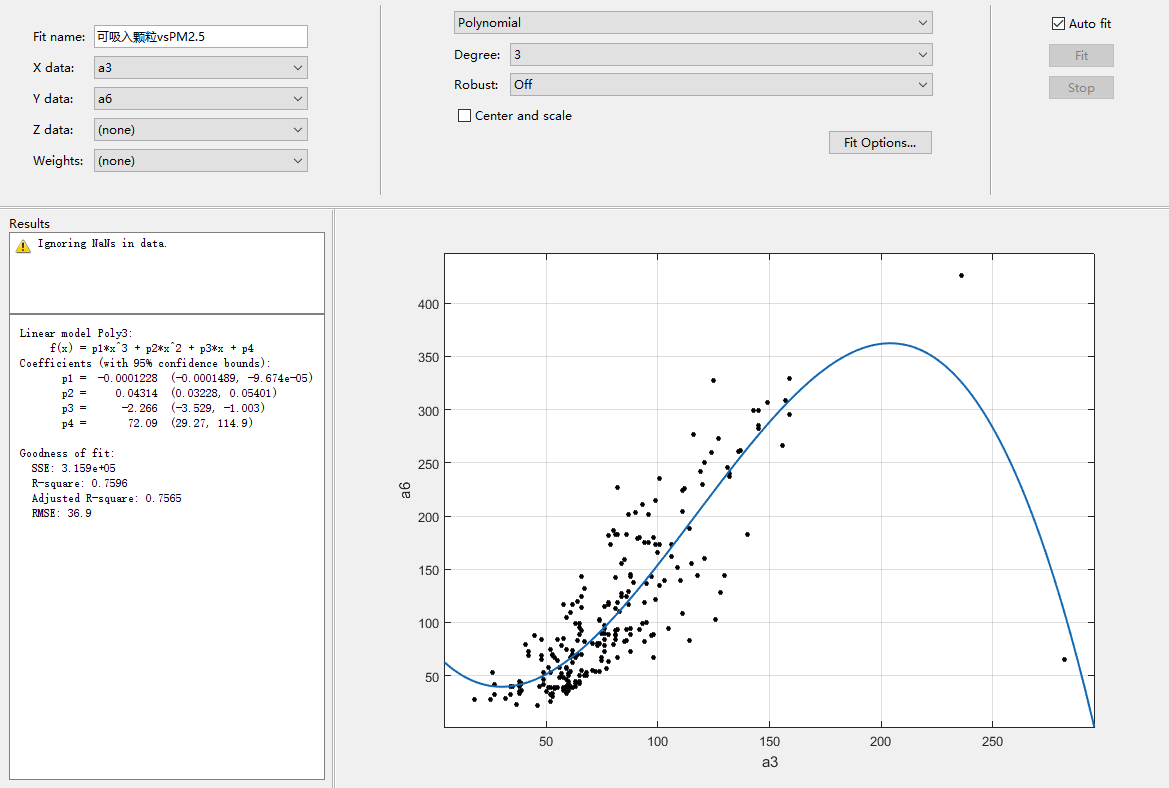 Fit name: 可吸入颗粒vsPM2.5
X data: a3
Y data: a6
Z data: (none)
Weights: (none)
Polynomial
Degree: 3
Robust: Off
Center and scale
Fit Options...
Auto fit
Fit
Stop
Results
Ignoring NaNs in data.
Linear model Poly3:
f(x) = p1*x^3 + p2*x^2 + p3*x + p4
Coefficients (with 95% confidence bounds):
p1 = -0.0001228 (-0.0001489, -9.674e-05)
p2 = 0.04314 (0.03228, 0.05401)
p3 = -2.266 (-3.529, -1.003)
p4 = 72.09 (29.27, 114.9)
Goodness of fit:
SSE: 3.159e+05
R-square: 0.7596
Adjusted R-square: 0.7565
RMSE: 36.9
400
350
300
250
200
150
100
50
a6
50 100 150 200 250
a3